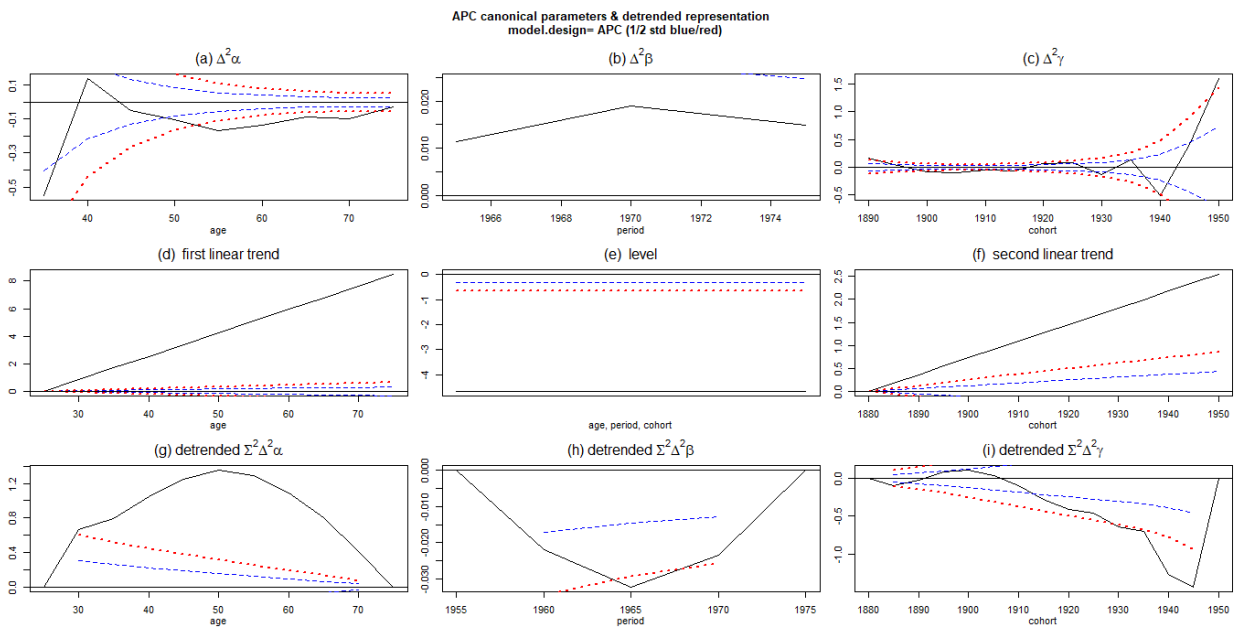 APC canonical parameters & detrended representation
model.design= APC (1/2 std blue/red)
(a) Δ²α
0.1
-0.1
-0.3
-0.5
40 50 60 70
age
(b) Δ²β
0.020
0.010
0.000
1966 1968 1970 1972 1974
period
(c) Δ²γ
1.5
1.0
0.5
0.0
-0.5
1890 1900 1910 1920 1930 1940 1950
cohort
(d) first linear trend
8
6
4
2
0
30 40 50 60 70
age
(e) level
0
-1
-2
-3
-4
age, period, cohort
(f) second linear trend
2.5
2.0
1.5
1.0
0.5
0.0
1880 1890 1900 1910 1920 1930 1940 1950
cohort
(g) detrended Σ²Δ²α
1.2
0.8
0.4
0.0
30 40 50 60 70
age
(h) detrended Σ²Δ²β
0.000
-0.010
-0.020
-0.030
1955 1960 1965 1970 1975
period
(i) detrended Σ²Δ²γ
0.0
-0.5
-1.0
1880 1890 1900 1910 1920 1930 1940 1950
cohort